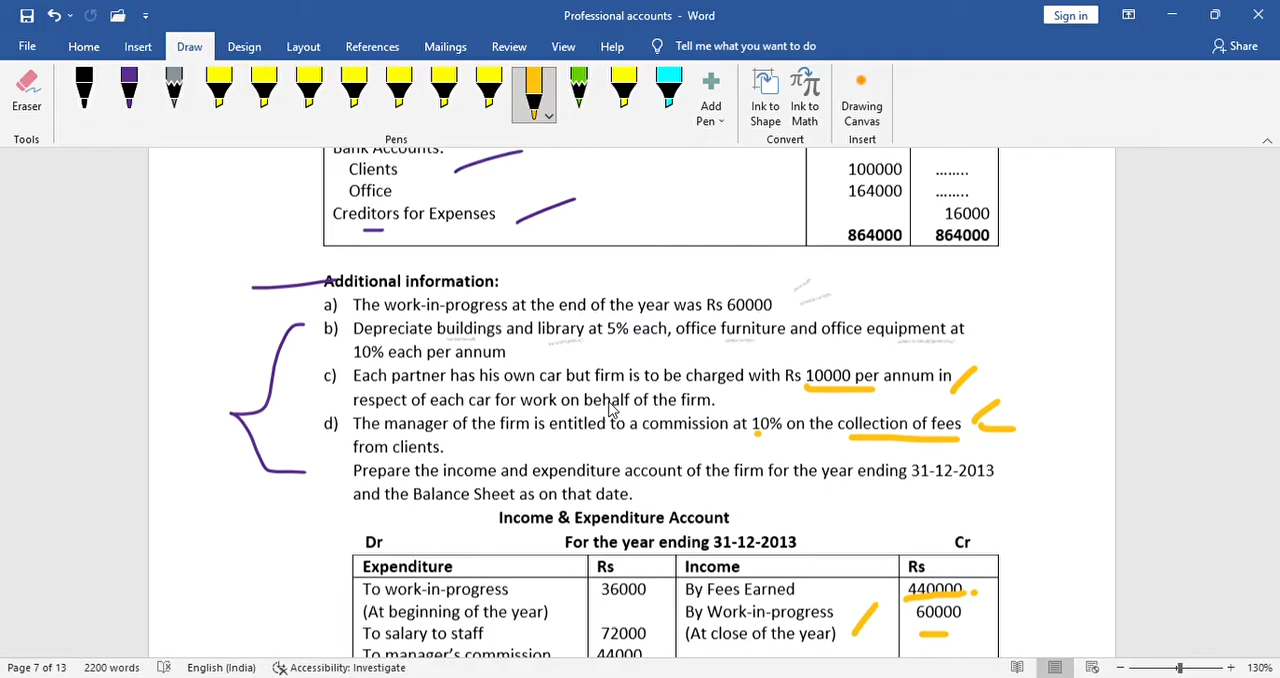 Professional accounts - Word
Sign in
File Home Insert Draw Design Layout References Mailings Review View Help Tell me what you want to do Share
Eraser
Add Pen
Ink to Shape
Ink to Math
Drawing Canvas
Tools Pens Convert Insert
Bank Accounts:
Clients 100000 ........
Office 164000 ........
Creditors for Expenses 16000
864000 864000
Additional information:
a) The work-in-progress at the end of the year was Rs 60000
b) Depreciate buildings and library at 5% each, office furniture and office equipment at
10% each per annum
c) Each partner has his own car but firm is to be charged with Rs 10000 per annum in
respect of each car for work on behalf of the firm.
d) The manager of the firm is entitled to a commission at 10% on the collection of fees
from clients.
Prepare the income and expenditure account of the firm for the year ending 31-12-2013
and the Balance Sheet as on that date.
Income & Expenditure Account
Dr For the year ending 31-12-2013 Cr
Expenditure Rs Income Rs
To work-in-progress 36000 By Fees Earned 440000
(At beginning of the year) By Work-in-progress 60000
To salary to staff 72000 (At close of the year)
To manager's commission 44000
Page 7 of 13 2200 words English (India) Accessibility: Investigate 130%